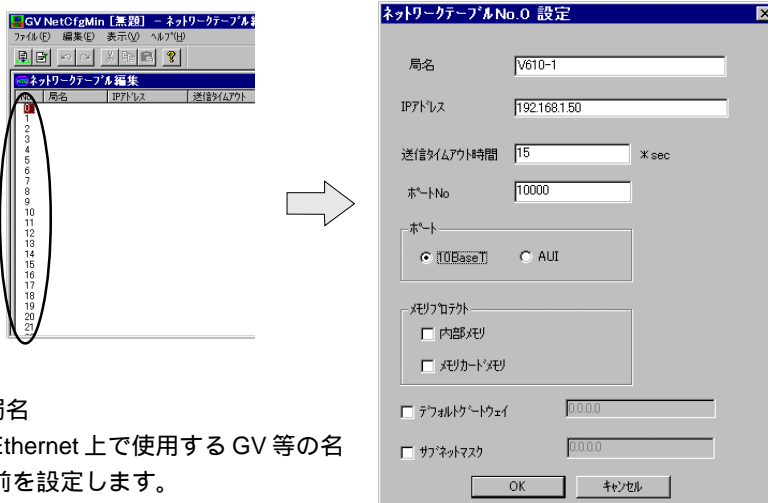 GV NetCfgMin [無題] － ネットワークテーブル
ファイル(F) 編集(E) 表示(V) ヘルプ(H)
ネットワークテーブル編集
No 局名 IPアドレス 送信タイムアウト
0
1
2
3
4
5
6
7
8
9
10
11
12
13
14
15
16
17
18
19
20
21
ネットワークテーブルNo.0 設定
局名 V610-1
IPアドレス 192.168.1.50
送信タイムアウト時間 15 ＊sec
ポートNo 10000
ポート
10BaseT AUI
メモリプロテクト
内部メモリ
メモリカードメモリ
デフォルトゲートウェイ 0.0.0.0
サブネットマスク 0.0.0.0
OK キャンセル
局名
Ethernet 上で使用する GV 等の名
前を設定します。